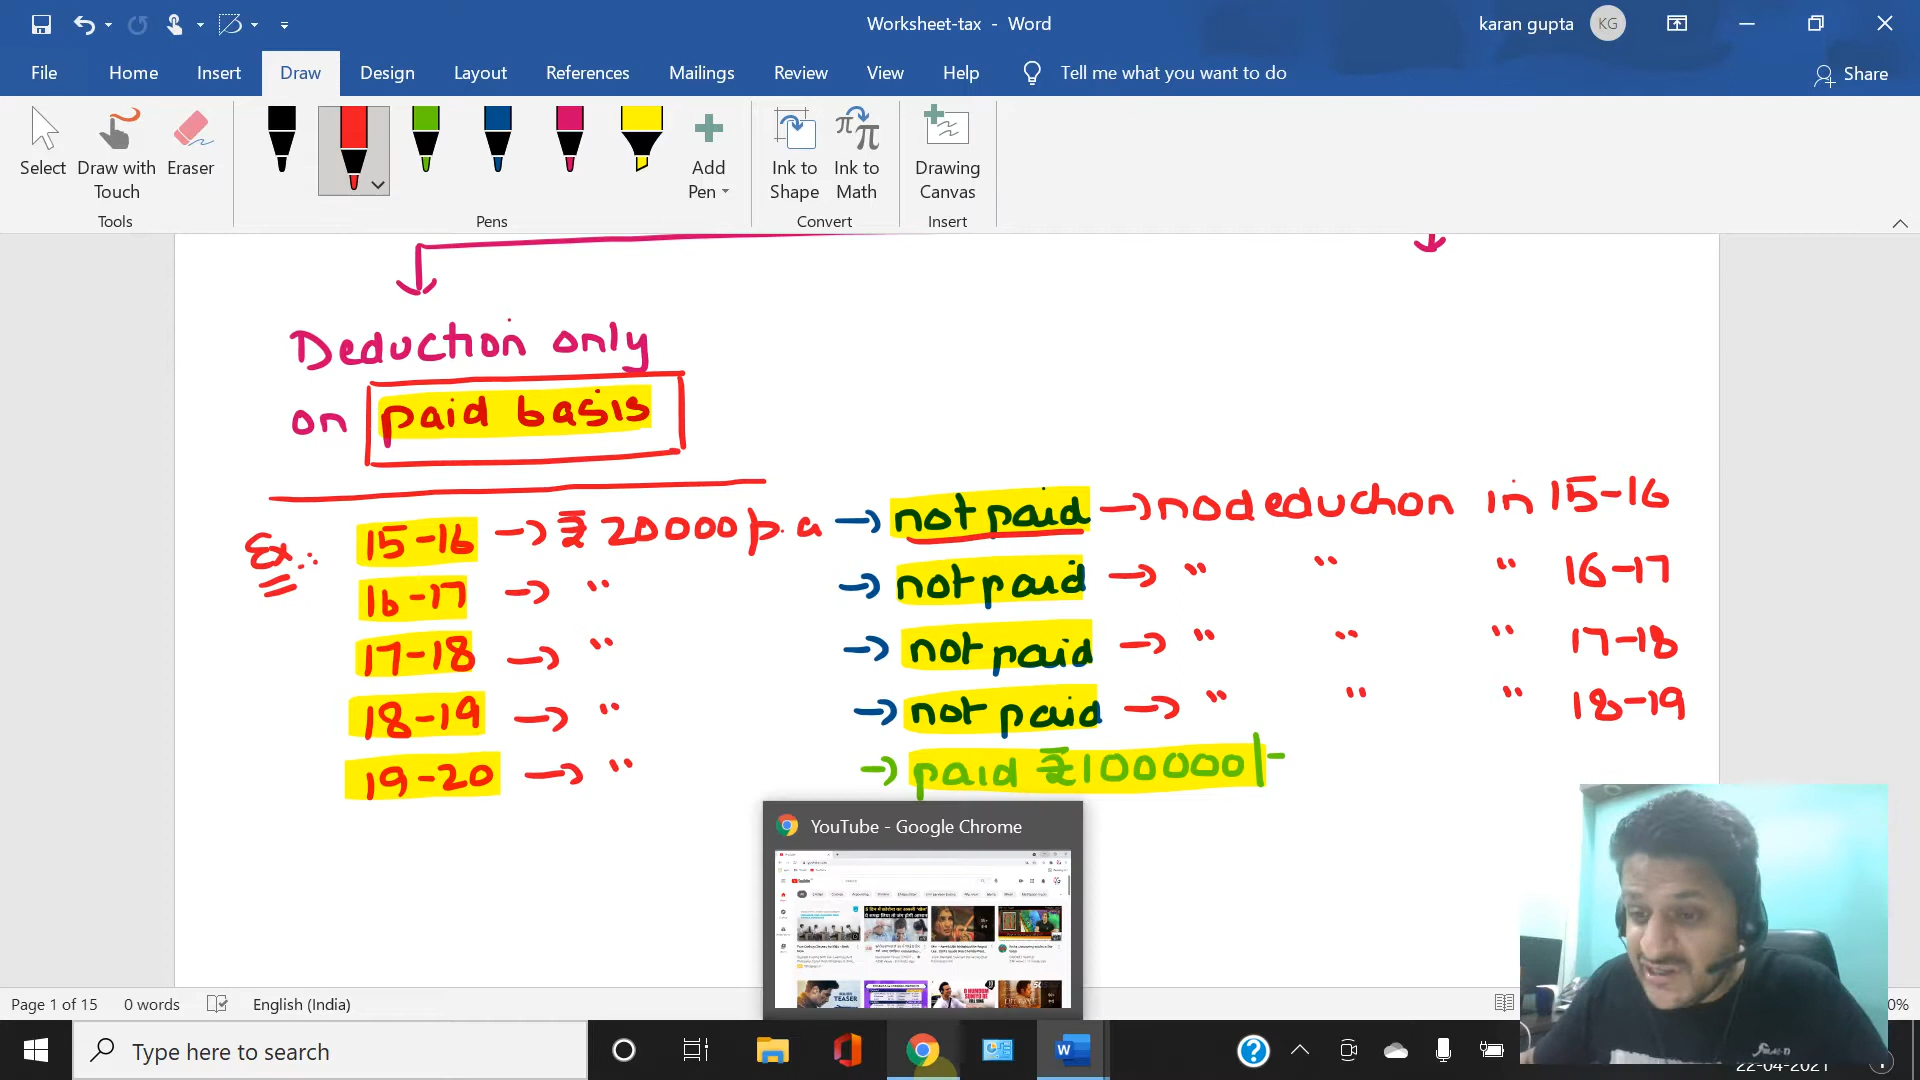 Worksheet-tax - Word
karan gupta
KG
File
Home
Insert
Draw
Design
Layout
References
Mailings
Review
View
Help
Tell me what you want to do
Share
Select
Draw with Touch
Eraser
Add Pen
Ink to Shape
Ink to Math
Drawing Canvas
Tools
Pens
Convert
Insert
Deduction only
on paid basis
Ex.: 15-16 → ₹ 20000 p.a → not paid → no deduction in 15-16
16-17 → " → not paid → " " " 16-17
17-18 → " → not paid → " " " 17-18
18-19 → " → not paid → " " " 18-19
19-20 → " → paid ₹100000/-
YouTube - Google Chrome
Page 1 of 15
0 words
English (India)
0%
Type here to search
22-04-2021